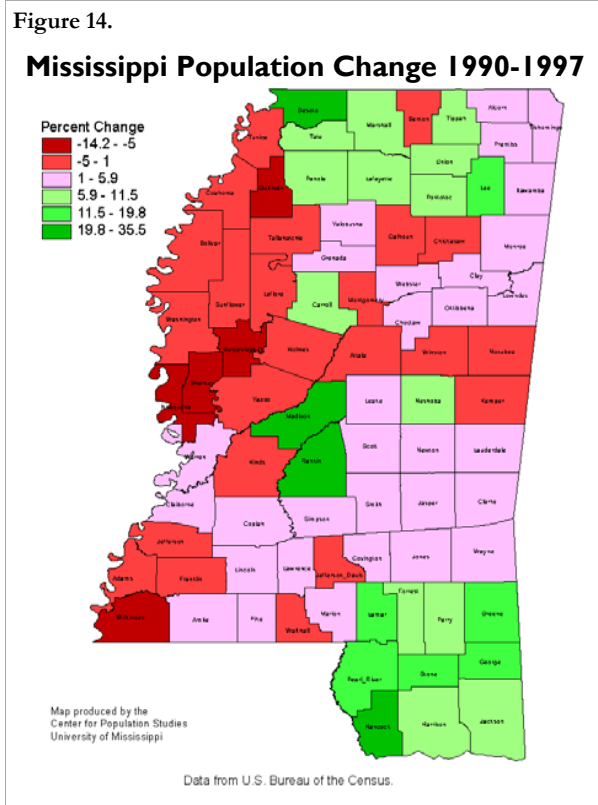 Figure 14.
Mississippi Population Change 1990-1997
Percent Change
-14.2 - -5
-5 - 1
1 - 5.9
5.9 - 11.5
11.5 - 19.8
19.8 - 35.5
Desoto
Marshall
Benton
Tippah
Alcorn
Tishomingo
Tunica
Tate
Prentiss
Union
Panola
Lafayette
Pontotoc
Lee
Itawamba
Coahoma
Quitman
Yalobusha
Bolivar
Tallahatchie
Calhoun
Chickasaw
Monroe
Grenada
Sunflower
Leflore
Carroll
Montgomery
Webster
Clay
Lowndes
Washington
Choctaw
Oktibbeha
Humphreys
Holmes
Attala
Winston
Noxubee
Sharkey
Issaquena
Yazoo
Madison
Leake
Neshoba
Kemper
Warren
Hinds
Rankin
Scott
Newton
Lauderdale
Claiborne
Copiah
Simpson
Smith
Jasper
Clarke
Jefferson
Adams
Franklin
Lincoln
Lawrence
Jefferson_Davis
Covington
Jones
Wayne
Wilkinson
Amite
Pike
Walthall
Marion
Lamar
Forrest
Perry
Greene
Pearl_River
Stone
George
Hancock
Harrison
Jackson
Map produced by the
Center for Population Studies
University of Mississippi
Data from U.S. Bureau of the Census.